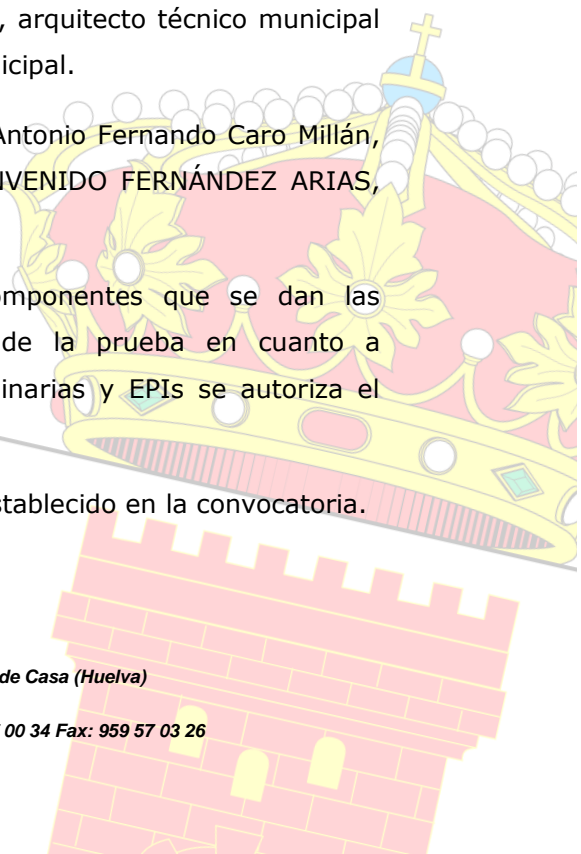 , arquitecto técnico municipal
icipal.
Antonio Fernando Caro Millán,
NVENIDO FERNÁNDEZ ARIAS,
omponentes que se dan las
de la prueba en cuanto a
inarias y EPIs se autoriza el
stablecido en la convocatoria.
de Casa (Huelva)
00 34 Fax: 959 57 03 26